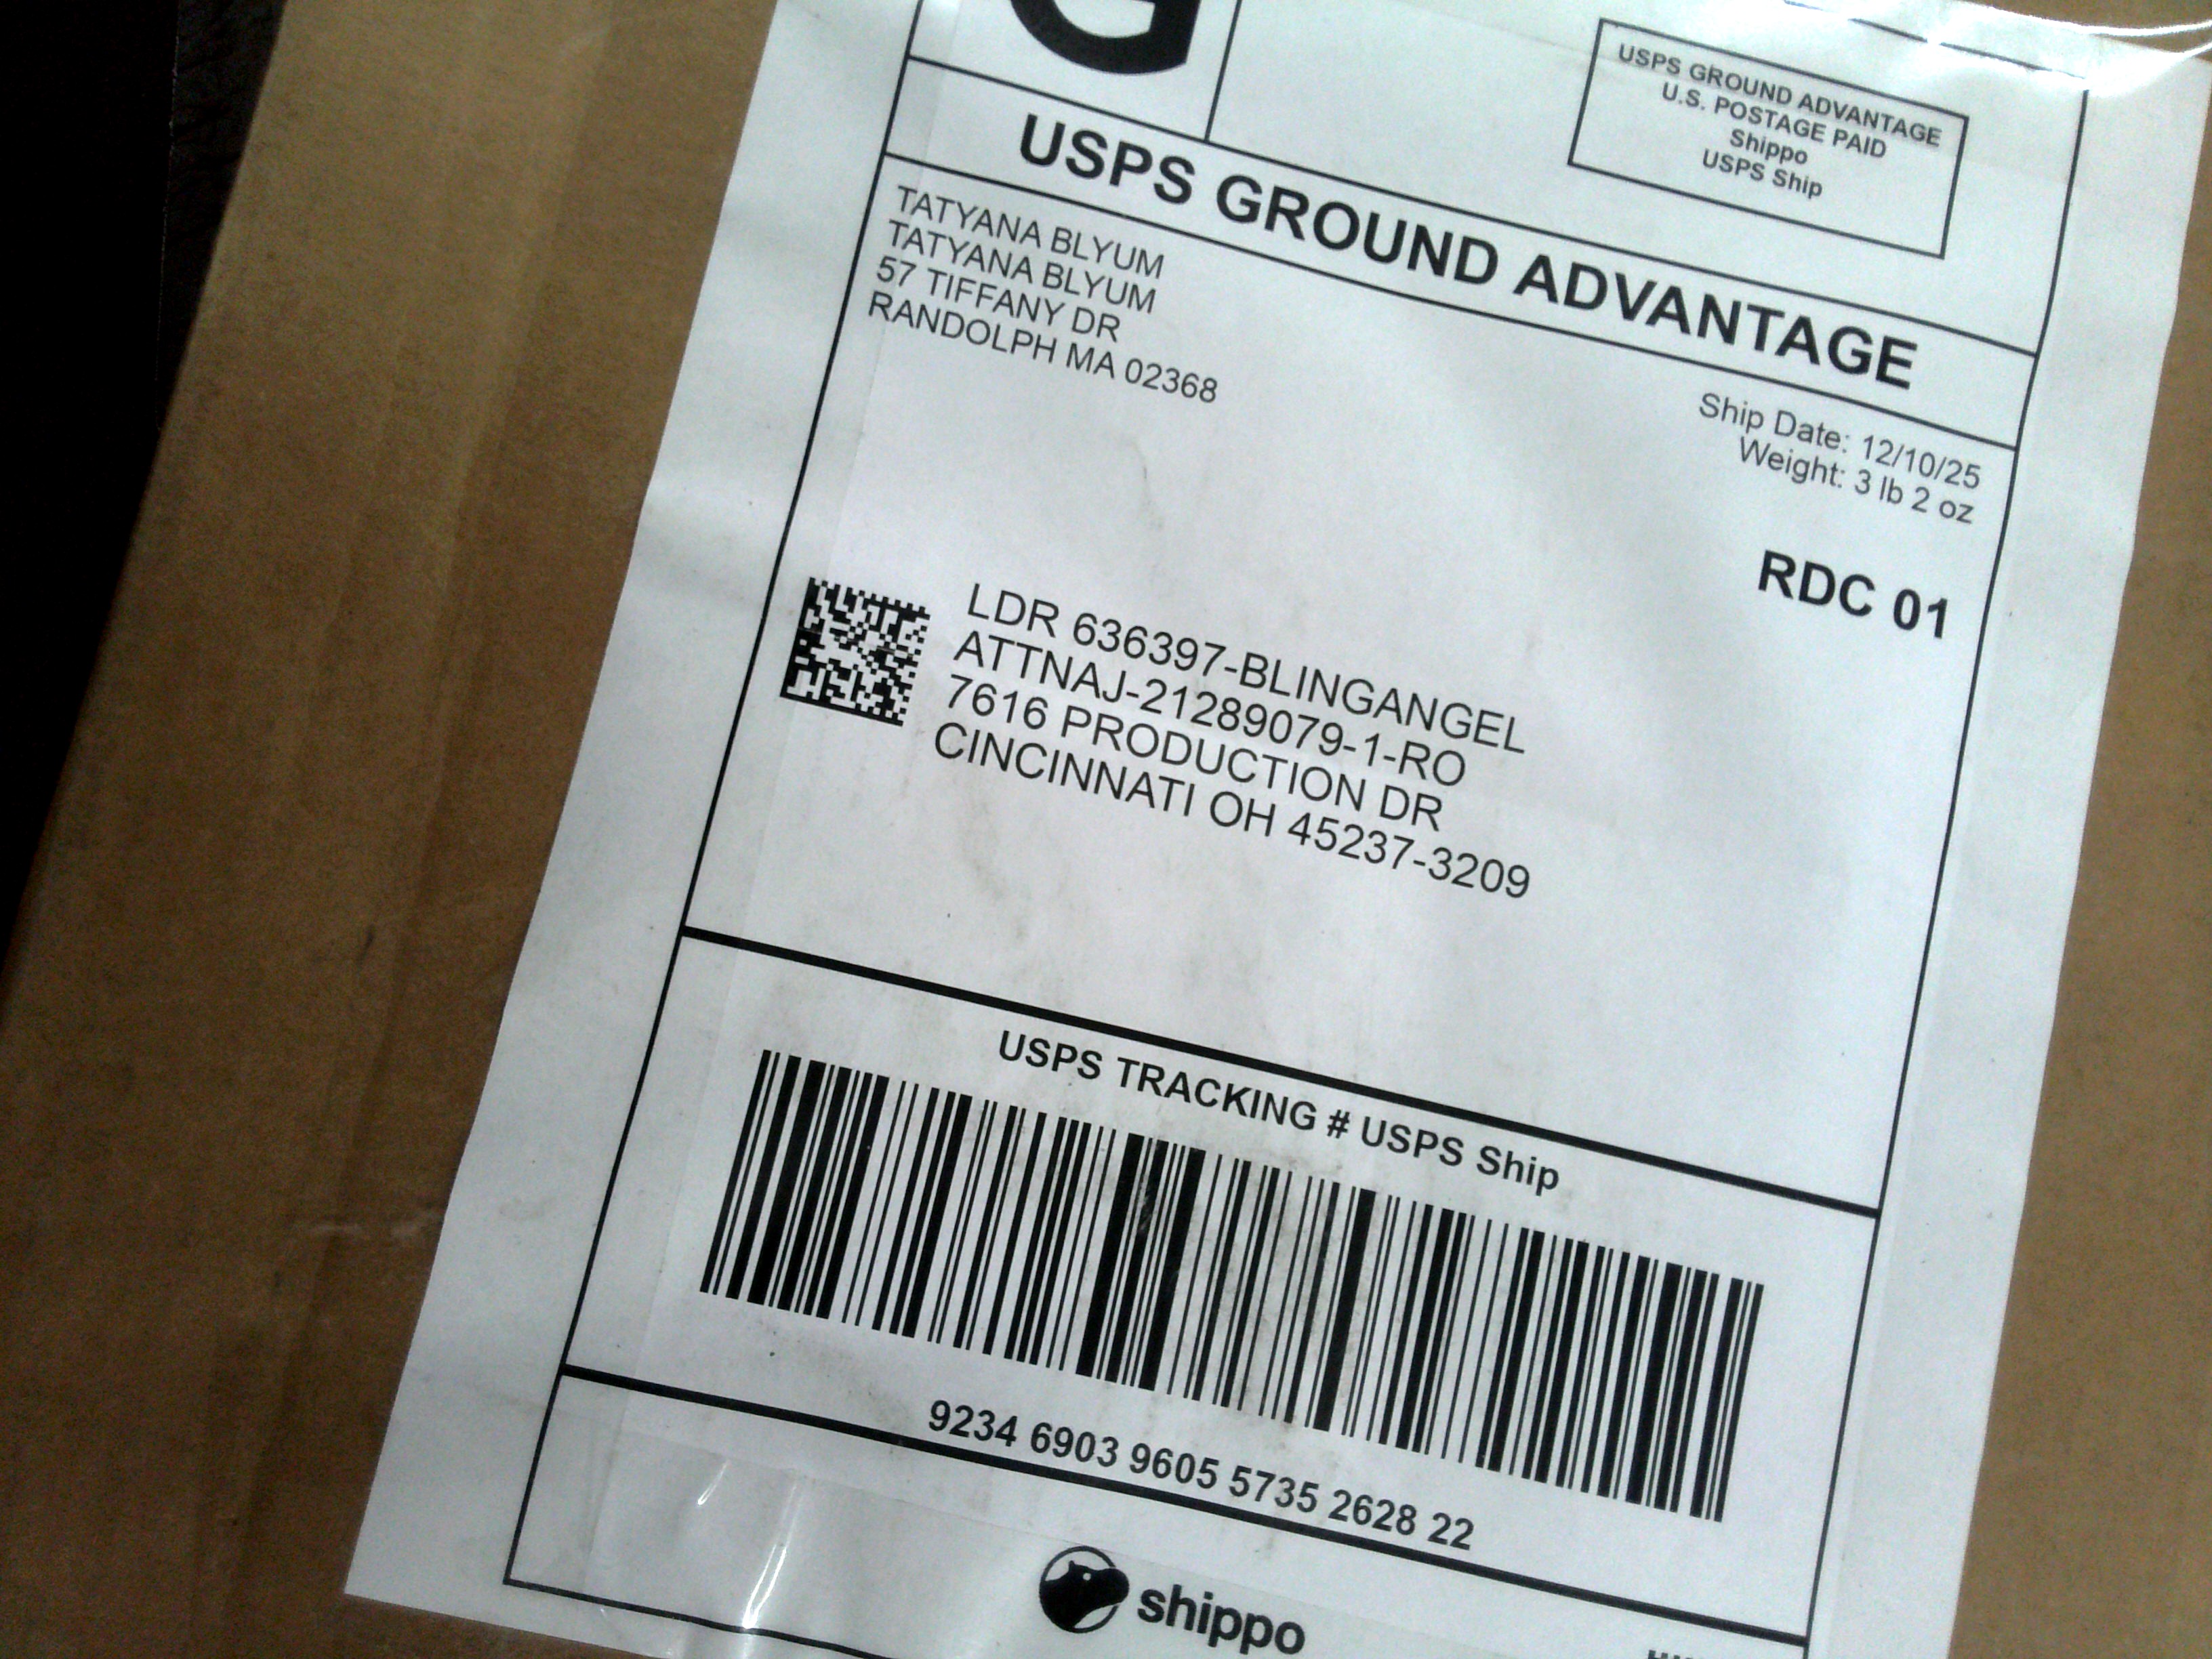 G
USPS GROUND ADVANTAGE
U.S. POSTAGE PAID
Shippo
USPS Ship
USPS GROUND ADVANTAGE
TATYANA BLYUM
TATYANA BLYUM
57 TIFFANY DR
RANDOLPH MA 02368
Ship Date: 12/10/25
Weight: 3 lb 2 oz
RDC 01
LDR 636397-BLINGANGEL
ATTNAJ-21289079-1-RO
7616 PRODUCTION DR
CINCINNATI OH 45237-3209
USPS TRACKING # USPS Ship
9234 6903 9605 5735 2628 22
shippo